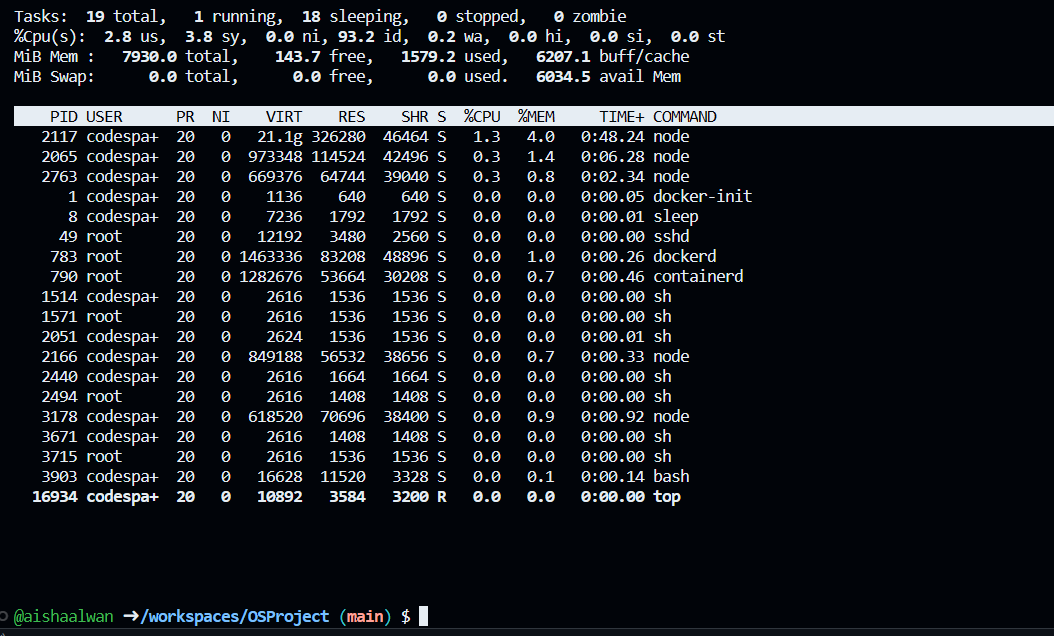 Tasks:  19 total,   1 running,  18 sleeping,   0 stopped,   0 zombie
%Cpu(s):  2.8 us,  3.8 sy,  0.0 ni, 93.2 id,  0.2 wa,  0.0 hi,  0.0 si,  0.0 st
MiB Mem :   7930.0 total,    143.7 free,   1579.2 used,   6207.1 buff/cache
MiB Swap:      0.0 total,      0.0 free,      0.0 used.   6034.5 avail Mem
PID USER      PR  NI    VIRT    RES    SHR S  %CPU  %MEM     TIME+ COMMAND
2117 codespa+  20   0   21.1g 326280  46464 S   1.3   4.0   0:48.24 node
2065 codespa+  20   0  973348 114524  42496 S   0.3   1.4   0:06.28 node
2763 codespa+  20   0  669376  64744  39040 S   0.3   0.8   0:02.34 node
1 codespa+  20   0    1136    640    640 S   0.0   0.0   0:00.05 docker-init
8 codespa+  20   0    7236   1792   1792 S   0.0   0.0   0:00.01 sleep
49 root      20   0   12192   3480   2560 S   0.0   0.0   0:00.00 sshd
783 root      20   0 1463336  83208  48896 S   0.0   1.0   0:00.26 dockerd
790 root      20   0 1282676  53664  30208 S   0.0   0.7   0:00.46 containerd
1514 codespa+  20   0    2616   1536   1536 S   0.0   0.0   0:00.00 sh
1571 root      20   0    2616   1536   1536 S   0.0   0.0   0:00.00 sh
2051 codespa+  20   0    2624   1536   1536 S   0.0   0.0   0:00.01 sh
2166 codespa+  20   0  849188  56532  38656 S   0.0   0.7   0:00.33 node
2440 codespa+  20   0    2616   1664   1664 S   0.0   0.0   0:00.00 sh
2494 root      20   0    2616   1408   1408 S   0.0   0.0   0:00.00 sh
3178 codespa+  20   0  618520  70696  38400 S   0.0   0.9   0:00.92 node
3671 codespa+  20   0    2616   1408   1408 S   0.0   0.0   0:00.00 sh
3715 root      20   0    2616   1536   1536 S   0.0   0.0   0:00.00 sh
3903 codespa+  20   0   16628  11520   3328 S   0.0   0.1   0:00.14 bash
16934 codespa+  20   0   10892   3584   3200 R   0.0   0.0   0:00.00 top
@aishaalwan ➜/workspaces/OSProject (main) $